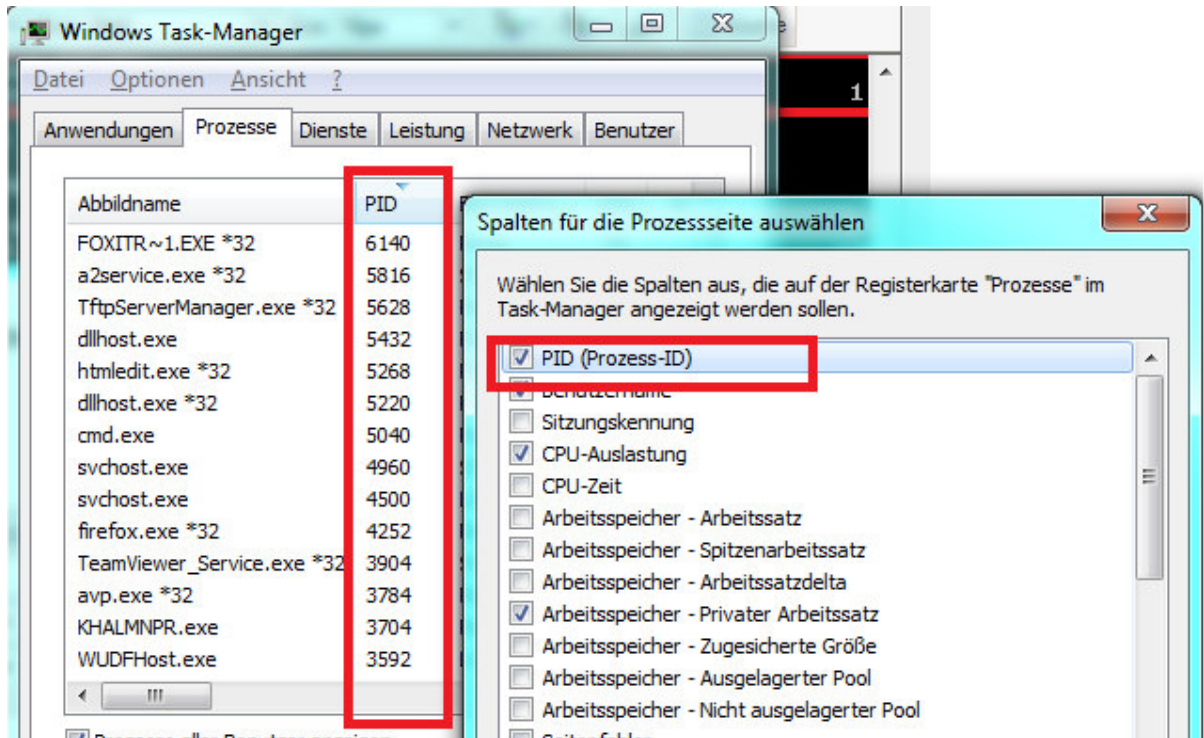 Windows Task-Manager
Datei Optionen Ansicht ?
1
Anwendungen Prozesse Dienste Leistung Netzwerk Benutzer
Abbildname PID
FOXITR~1.EXE *32 6140
a2service.exe *32 5816
TftpServerManager.exe *32 5628
dllhost.exe 5432
htmledit.exe *32 5268
dllhost.exe *32 5220
cmd.exe 5040
svchost.exe 4960
svchost.exe 4500
firefox.exe *32 4252
TeamViewer_Service.exe *32 3904
avp.exe *32 3784
KHALMNPR.exe 3704
WUDFHost.exe 3592
Prozesse aller Benutzer anzeigen
Spalten für die Prozessseite auswählen
Wählen Sie die Spalten aus, die auf der Registerkarte "Prozesse" im
Task-Manager angezeigt werden sollen.
PID (Prozess-ID)
Benutzername
Sitzungskennung
CPU-Auslastung
CPU-Zeit
Arbeitsspeicher - Arbeitssatz
Arbeitsspeicher - Spitzenarbeitssatz
Arbeitsspeicher - Arbeitssatzdelta
Arbeitsspeicher - Privater Arbeitssatz
Arbeitsspeicher - Zugesicherte Größe
Arbeitsspeicher - Ausgelagerter Pool
Arbeitsspeicher - Nicht ausgelagerter Pool
Seitenfehler